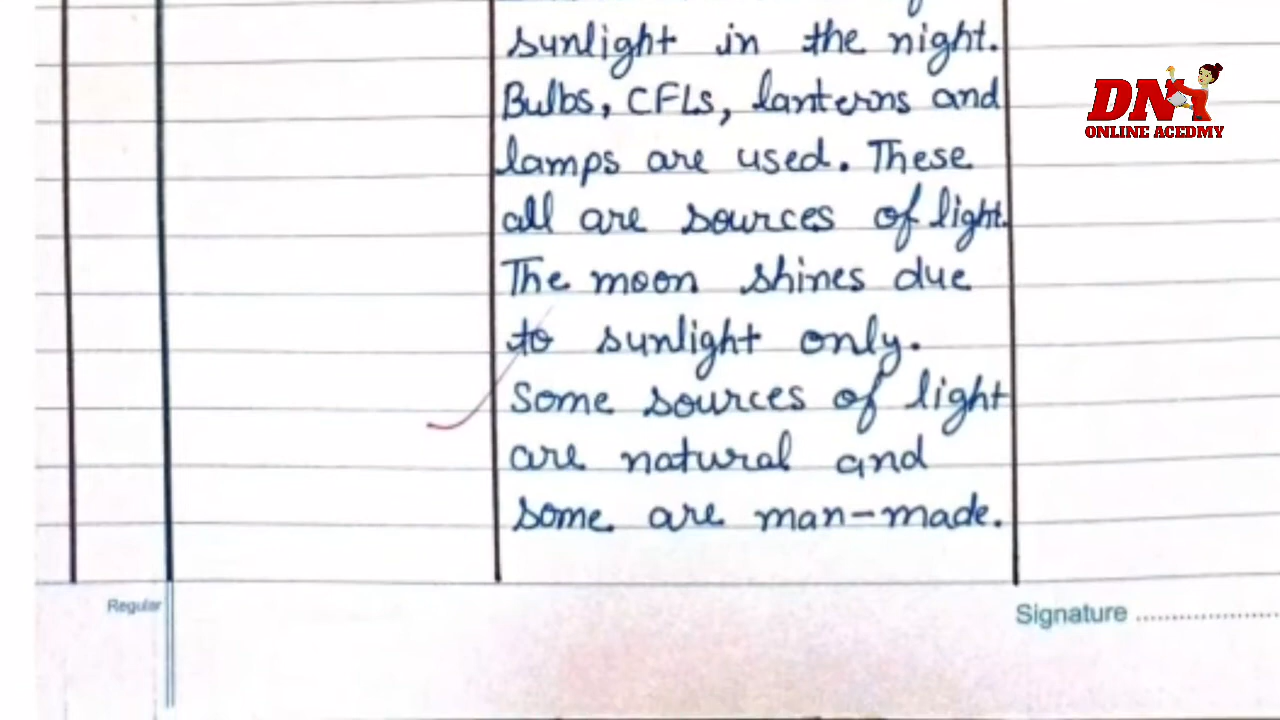 sunlight in the night.
Bulbs, CFLs, lanterns and
lamps are used. These
all are sources of light.
The moon shines due
to sunlight only.
Some sources of light
are natural and
some are man-made.
DN
ONLINE ACEDMY
Regular
Signature ....................